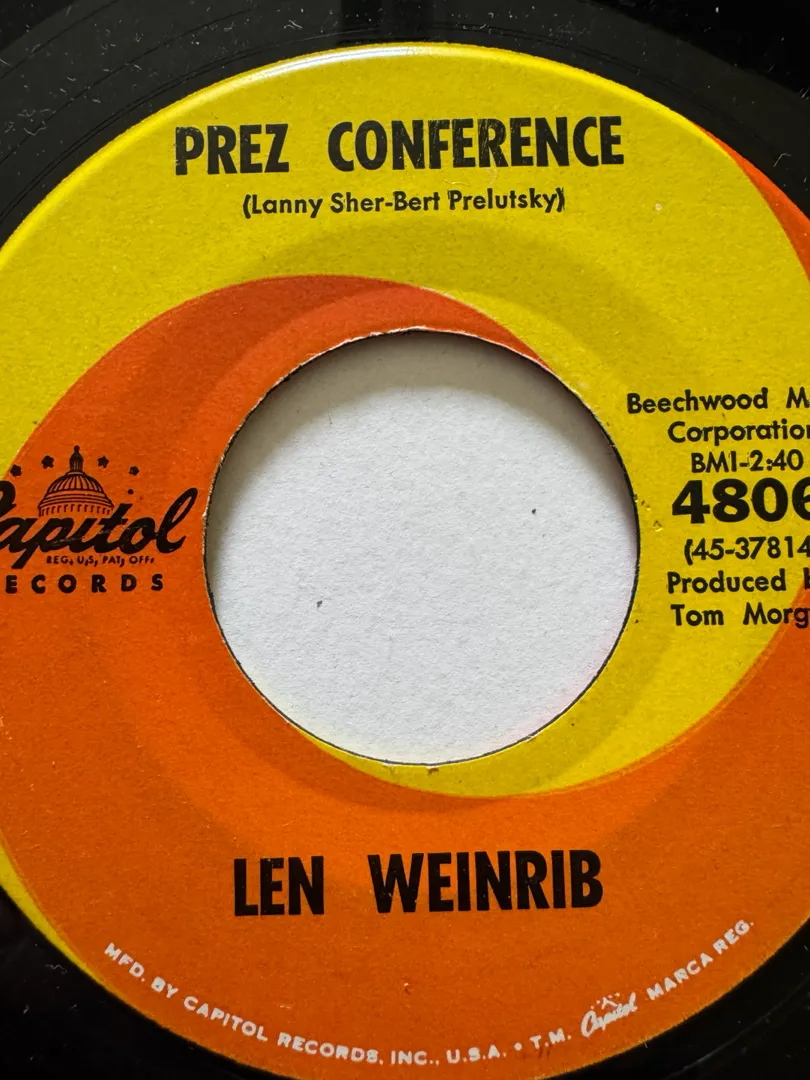 PREZ CONFERENCE
(Lanny Sher-Bert Prelutsky)
Beechwood M
Corporation
BMI-2:40
4806
(45-37814
Produced b
Tom Morg
Capitol
REG. U.S. PAT. OFF.
ECORDS
LEN WEINRIB
MFD. BY CAPITOL RECORDS, INC., U.S.A. • T.M. Capitol MARCA REG.